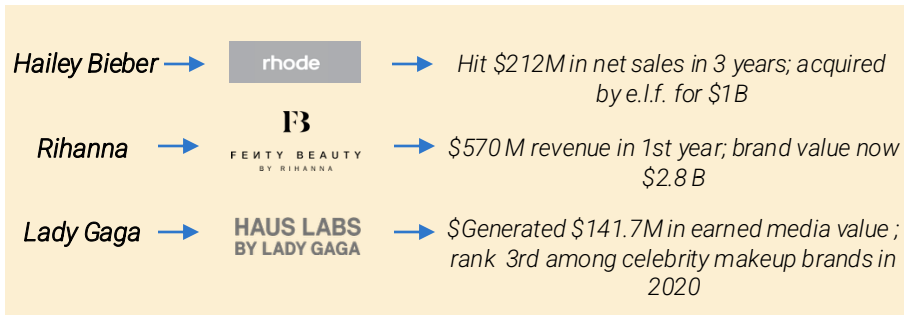 Hailey Bieber
rhode
Hit $212M in net sales in 3 years; acquired
by e.l.f. for $1B
Rihanna
FB
FEИTY BEAUTY
BY RIHANNA
$570 M revenue in 1st year; brand value now
$2.8 B
Lady Gaga
HAUS LABS
BY LADY GAGA
$Generated $141.7M in earned media value ;
rank 3rd among celebrity makeup brands in
2020